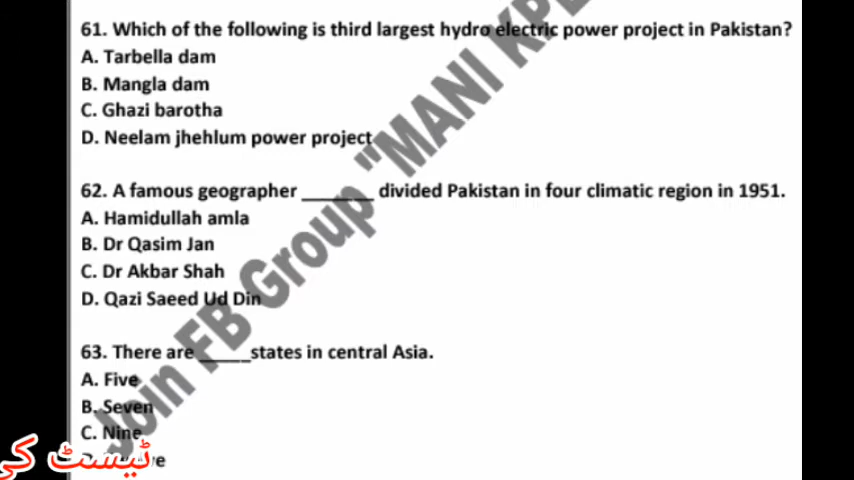 61. Which of the following is third largest hydro electric power project in Pakistan?
A. Tarbella dam
B. Mangla dam
C. Ghazi barotha
D. Neelam jhehlum power project
62. A famous geographer ______ divided Pakistan in four climatic region in 1951.
A. Hamidullah amla
B. Dr Qasim Jan
C. Dr Akbar Shah
D. Qazi Saeed Ud Din
63. There are _____states in central Asia.
A. Five
B. Seven
C. Nine
ٹیسٹ کی
Join FB Group "MANI